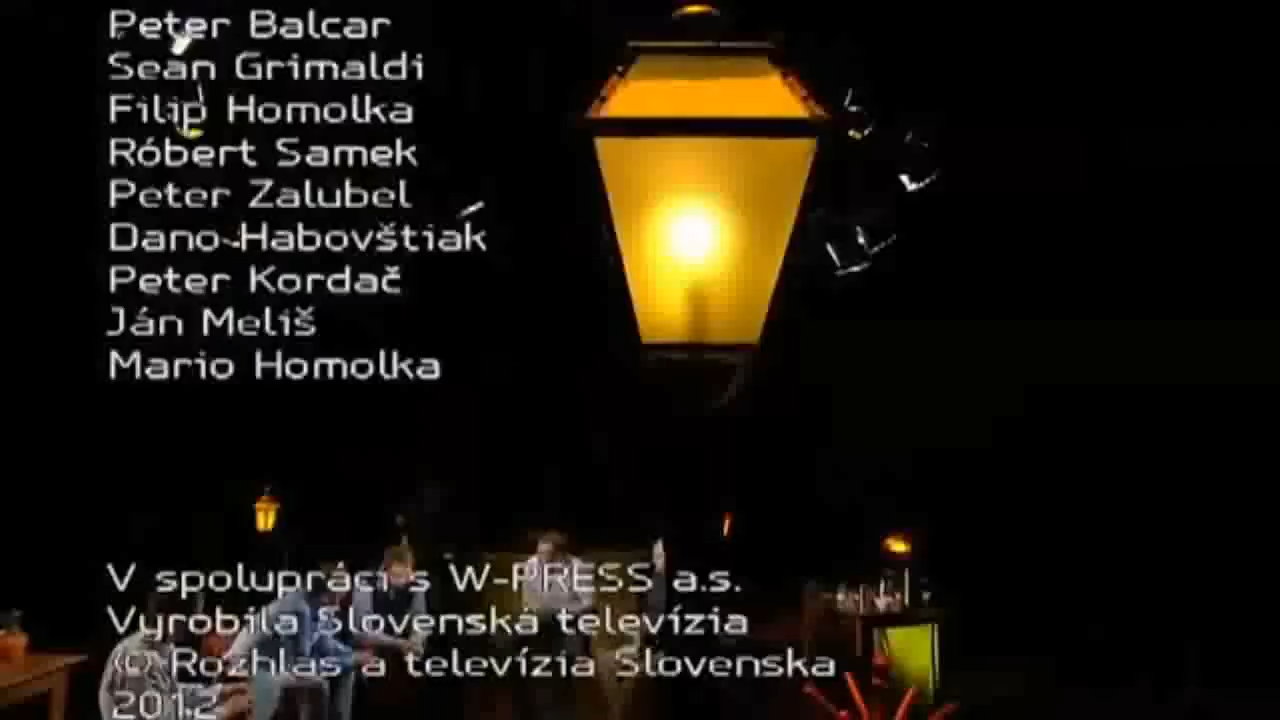 Peter Balcar
Sean Grimaldi
Filip Homolka
Róbert Samek
Peter Zalubel
Dano Habovštiak
Peter Kordač
Ján Meliš
Mario Homolka
V spolupráci s W-PRESS a.s.
Vyrobila Slovenská televízia
© Rozhlas a televízia Slovenska
2012